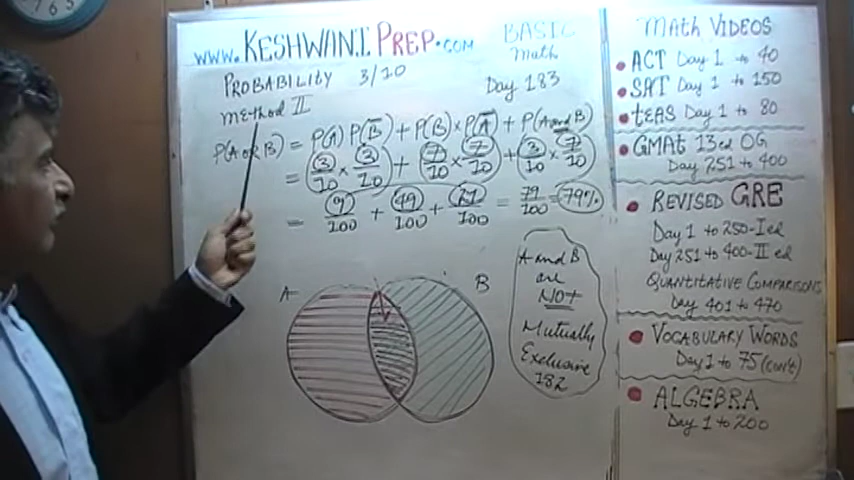 www.KESHWANIPREP.com
BASIC
Math
PROBABILITY 3/10
Day 183
method II
P(A or B) = P(A) P(B̅) + P(B) × P(A̅) + P(A and B)
= 3/10 × 3/10 + 7/10 × 7/10 + 3/10 × 7/10
= 9/100 + 49/100 + 21/100 = 79/100 = 79%
A
B
A and B
are
NOT
Mutually
Exclusive
182
Math VIDEOS
ACT Day 1 to 40
SAT Day 1 to 150
tEAS Day 1 to 80
GMAt 13ed OG
Day 251 to 400
REVISED GRE
Day 1 to 250-I ed
Day 251 to 400-II ed
QUANTITATIVE COMPARISONS
Day 401 to 470
VOCABULARY WORDS
Day 1 to 75 (con't)
ALGEBRA
Day 1 to 200